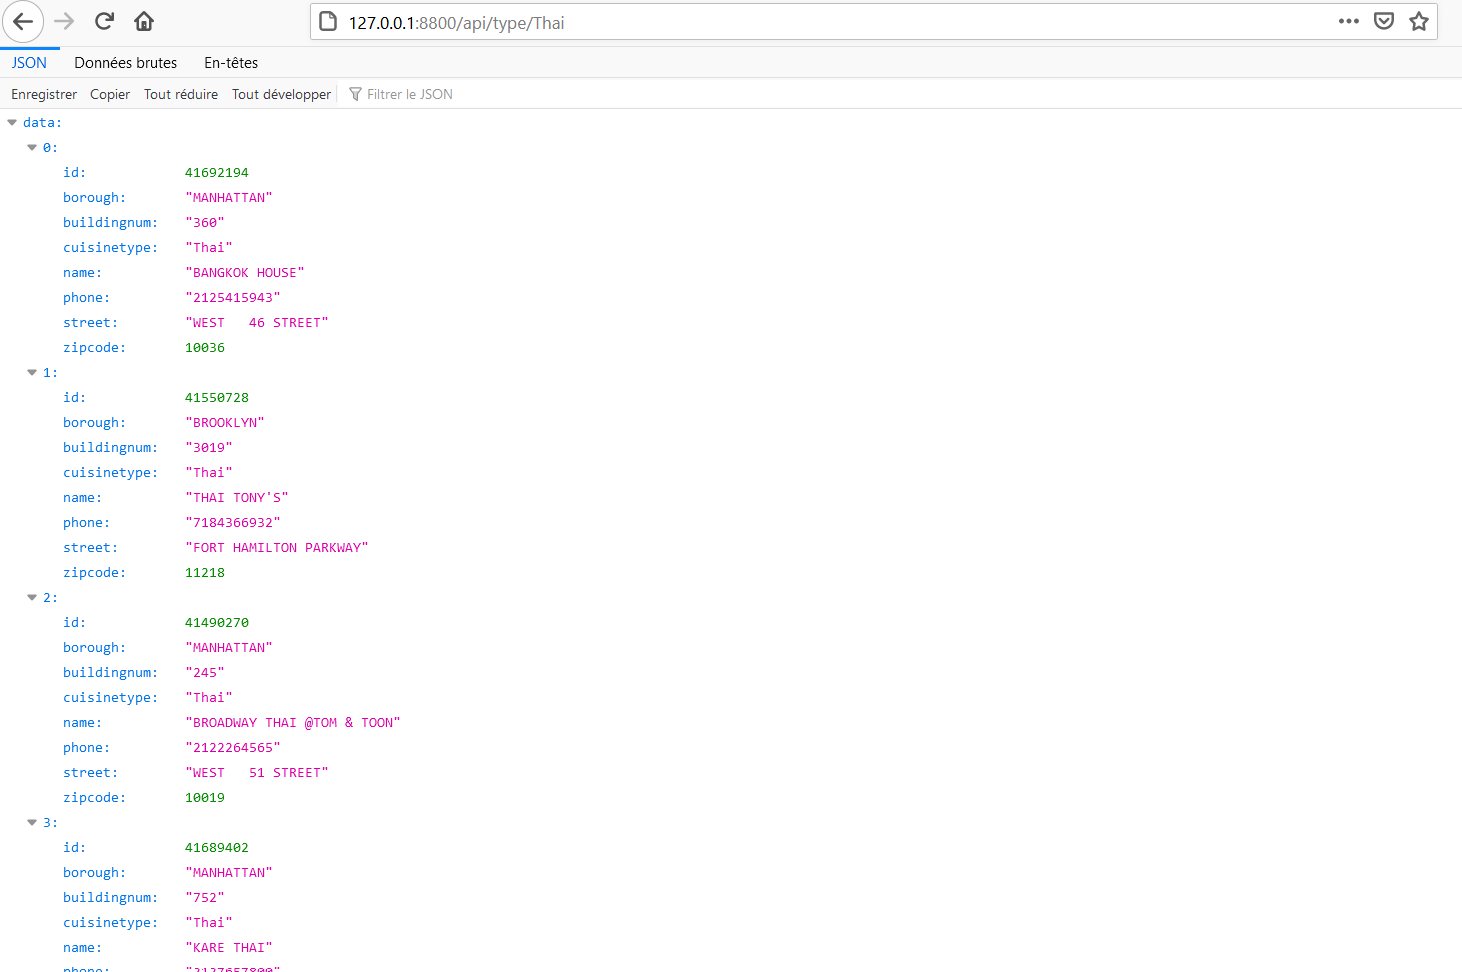 127.0.0.1:8800/api/type/Thai
JSON Données brutes En-têtes
Enregistrer Copier Tout réduire Tout développer Filtrer le JSON
data:
0:
id: 41692194
borough: "MANHATTAN"
buildingnum: "360"
cuisinetype: "Thai"
name: "BANGKOK HOUSE"
phone: "2125415943"
street: "WEST   46 STREET"
zipcode: 10036
1:
id: 41550728
borough: "BROOKLYN"
buildingnum: "3019"
cuisinetype: "Thai"
name: "THAI TONY'S"
phone: "7184366932"
street: "FORT HAMILTON PARKWAY"
zipcode: 11218
2:
id: 41490270
borough: "MANHATTAN"
buildingnum: "245"
cuisinetype: "Thai"
name: "BROADWAY THAI @TOM & TOON"
phone: "2122264565"
street: "WEST   51 STREET"
zipcode: 10019
3:
id: 41689402
borough: "MANHATTAN"
buildingnum: "752"
cuisinetype: "Thai"
name: "KARE THAI"
phone: "2127657800"